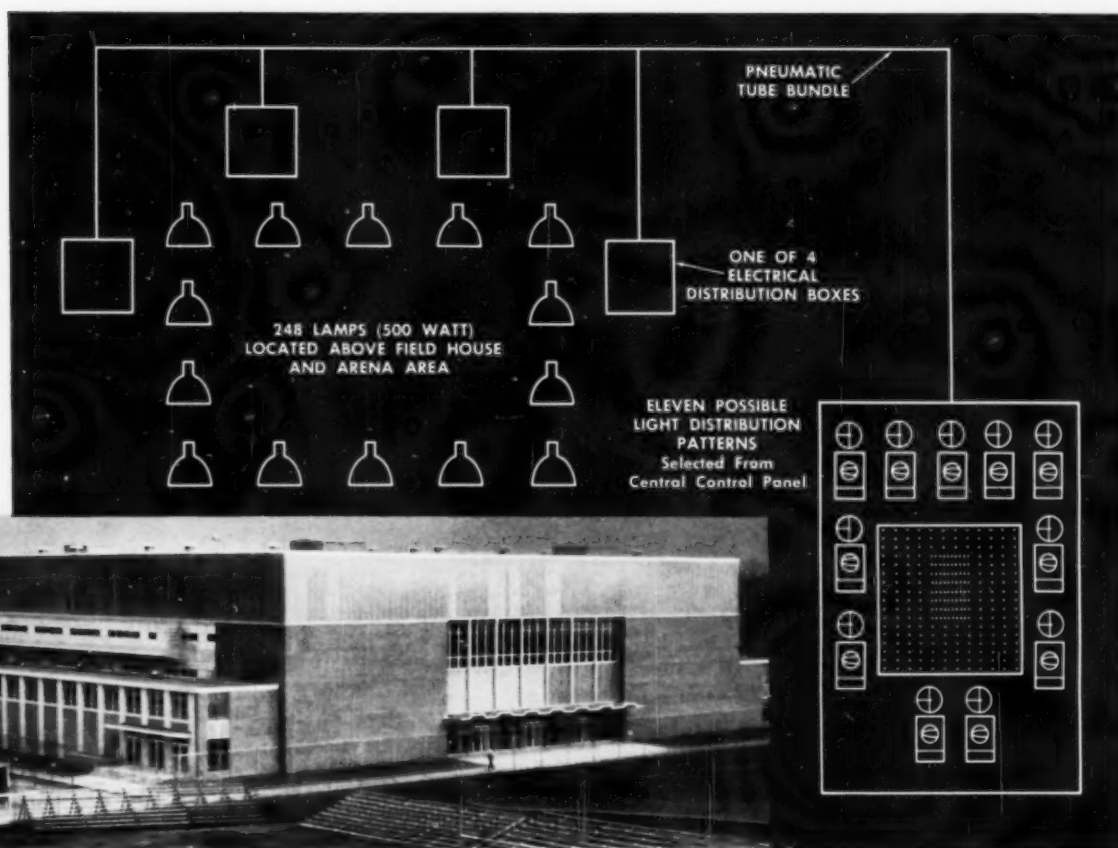 PNEUMATIC
TUBE BUNDLE
ONE OF 4
ELECTRICAL
DISTRIBUTION BOXES
248 LAMPS (500 WATT)
LOCATED ABOVE FIELD HOUSE
AND ARENA AREA
ELEVEN POSSIBLE
LIGHT DISTRIBUTION
PATTERNS
Selected From
Central Control Panel